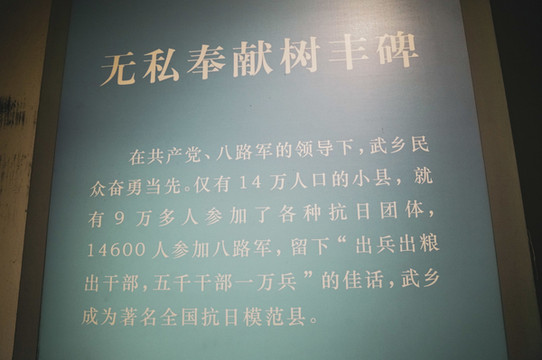 无私奉献树丰碑
在共产党、八路军的领导下，武乡民
众奋勇当先。仅有14万人口的小县，就
有9万多人参加了各种抗日团体，
14600人参加八路军，留下“出兵出粮
出干部，五千干部一万兵”的佳话，武乡
成为著名全国抗日模范县。